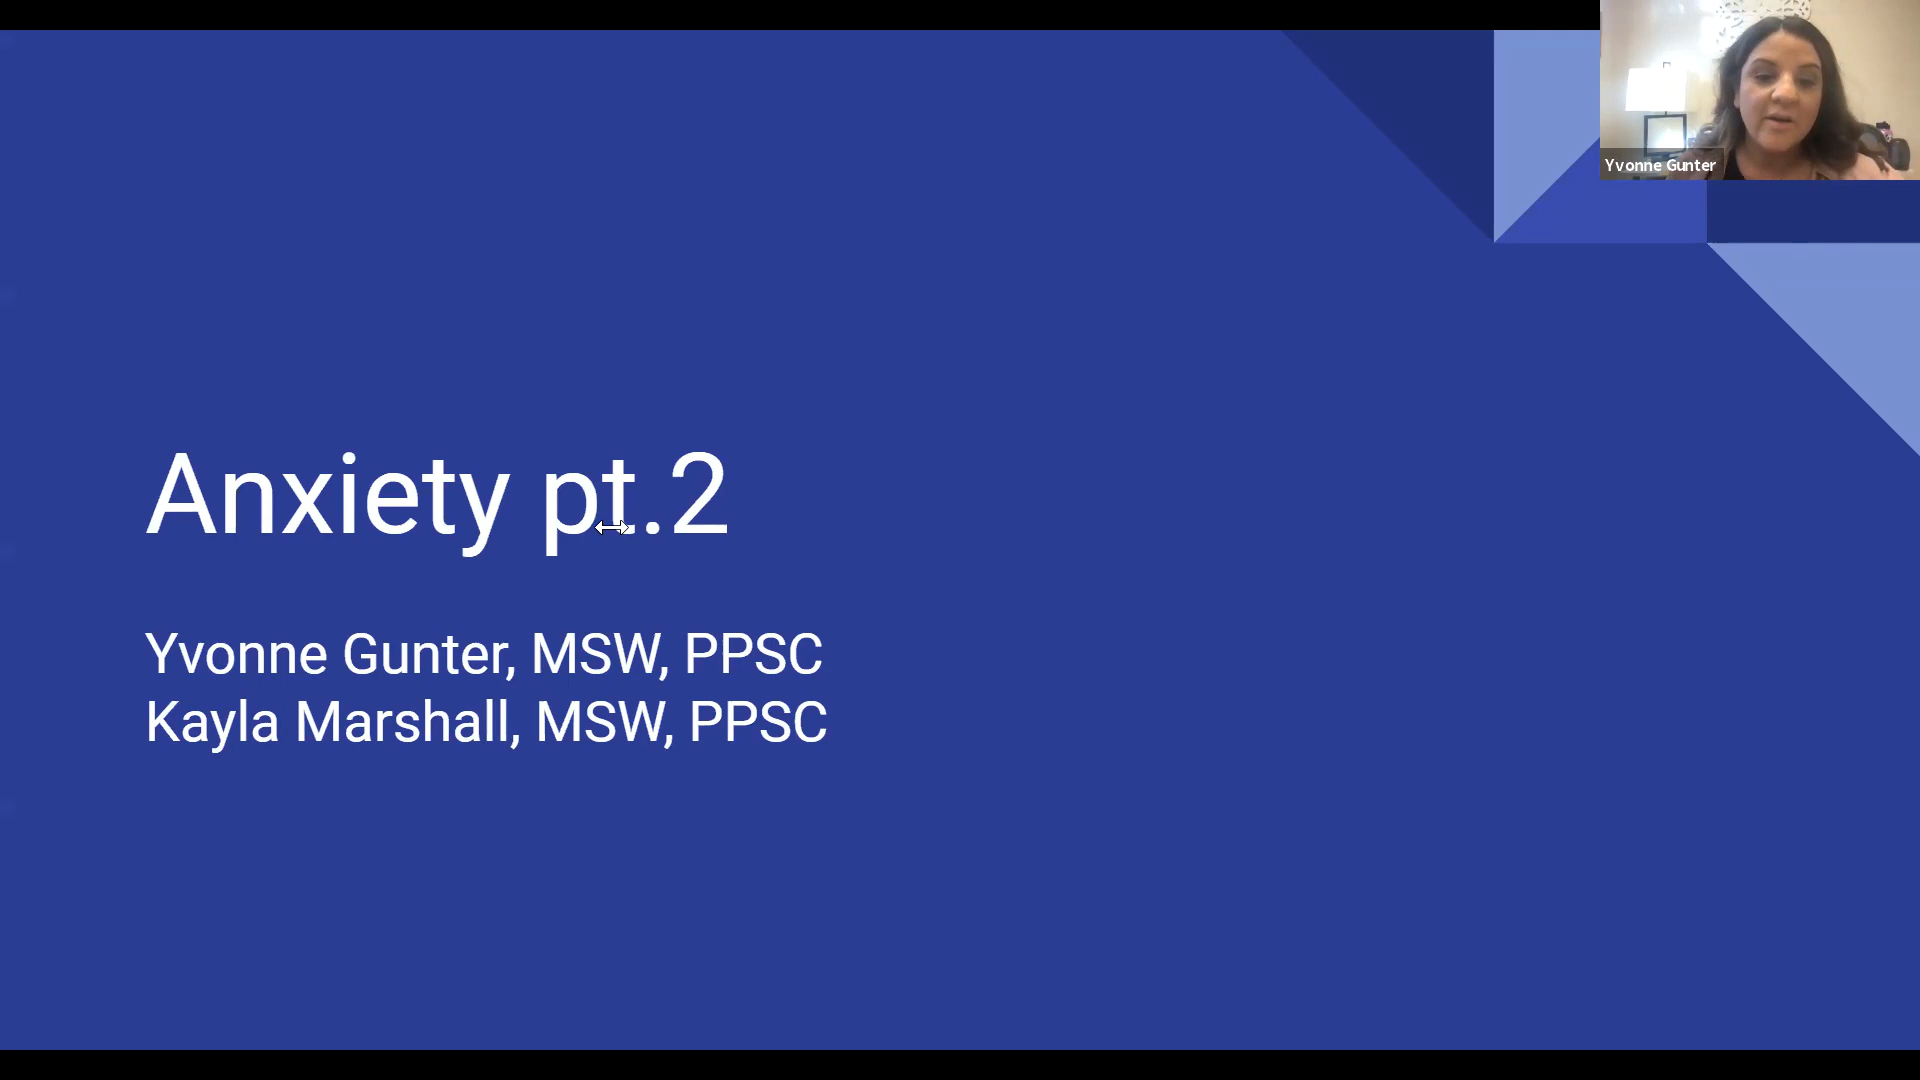 Yvonne Gunter
Anxiety pt.2
Yvonne Gunter, MSW, PPSC
Kayla Marshall, MSW, PPSC